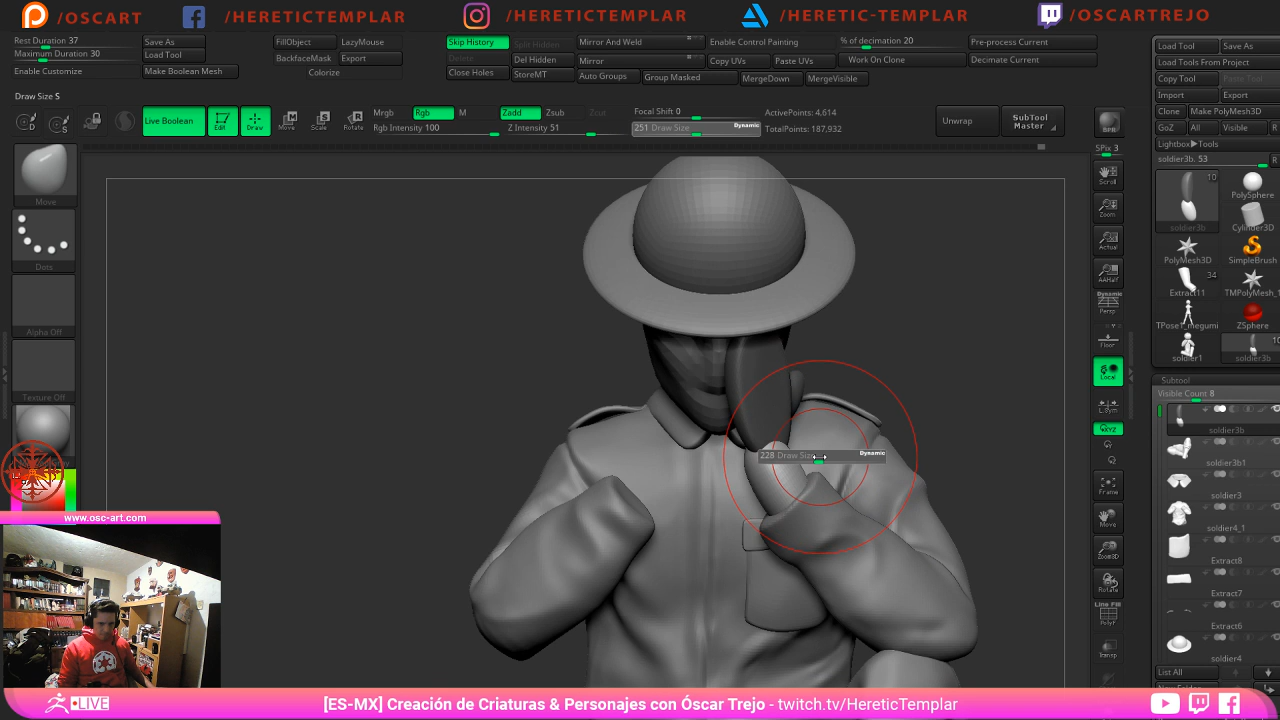 /OSCART
/HERETICTEMPLAR
/HERETICTEMPLAR
/HERETIC-TEMPLAR
/OSCARTREJO
Rest Duration 37
Maximum Duration 30
Enable Customize
Save As
Load Tool
Make Boolean Mesh
FillObject
LazyMouse
BackfaceMask
Export
Colorize
Skip History
Split Hidden
Delete
Del Hidden
Close Holes
StoreMT
Mirror And Weld
Mirror
Auto Groups
Group Masked
Enable Control Painting
Copy UVs
Paste UVs
MergeDown
MergeVisible
% of decimation 20
Work On Clone
Pre-process Current
Decimate Current
Draw Size S
Live Boolean
Edit
Draw
Move
Scale
Rotate
Mrgb
Rgb
M
Rgb Intensity 100
Zadd
Zsub
Zcut
Z Intensity 51
Focal Shift 0
251 Draw Size
Dynamic
ActivePoints: 4,614
TotalPoints: 187,932
Unwrap
SubTool
Master
BPR
SPix 3
Scroll
Zoom
Actual
AAHalf
Dynamic
Persp
Floor
Local
L.Sym
XYZ
Frame
Move
Zoom3D
Rotate
Line Fill
PolyF
Transp
Move
Dots
Alpha Off
Texture Off
228 Draw Size
Dynamic
Load Tool
Save As
Load Tools From Project
Copy Tool
Paste Tool
Import
Export
Clone
Make PolyMesh3D
GoZ
All
Visible
R
Lightbox▶Tools
soldier3b. 53
R
10
soldier3b
PolySphere
Cylinder3D
PolyMesh3D
SimpleBrush
34
Extract11
TMPolyMesh_1
TPose1_megumi
ZSphere
soldier1
soldier3b
Subtool
Visible Count 8
soldier3b
soldier3b1
soldier3
soldier4_1
Extract8
Extract7
Extract6
soldier4
List All
www.osc-art.com
LIVE
[ES-MX] Creación de Criaturas & Personajes con Óscar Trejo - twitch.tv/HereticTemplar